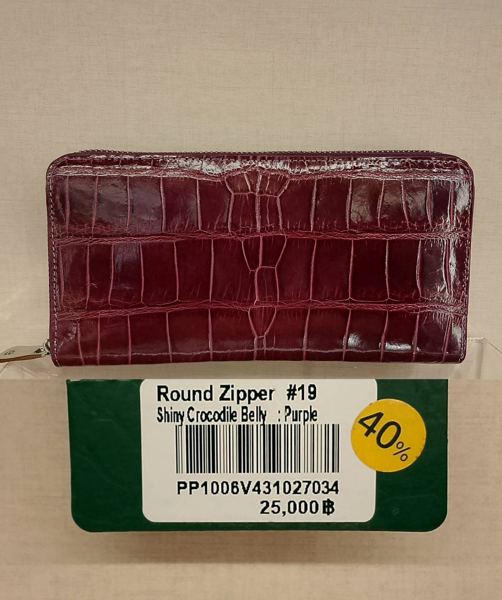 Round Zipper #19
Shiny Crocodile Belly : Purple
40%
PP1006V431027034
25,000฿